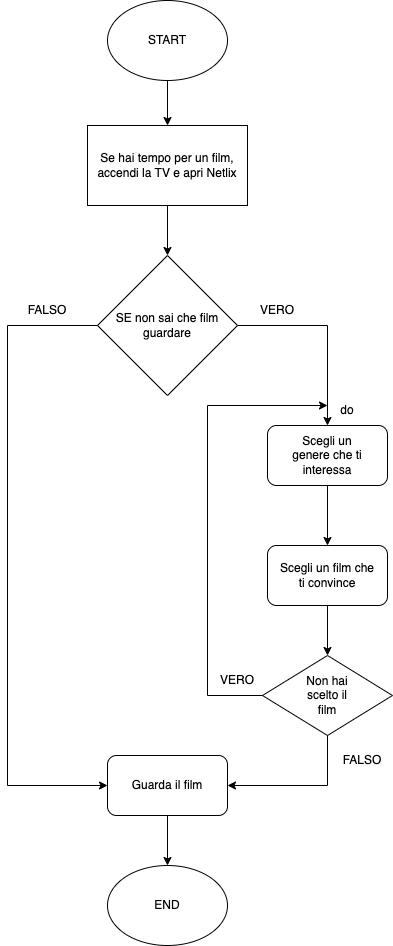 START
Se hai tempo per un film,
accendi la TV e apri Netlix
FALSO
SE non sai che film
guardare
VERO
do
Scegli un
genere che ti
interessa
Scegli un film che
ti convince
VERO
Non hai
scelto il
film
FALSO
Guarda il film
END